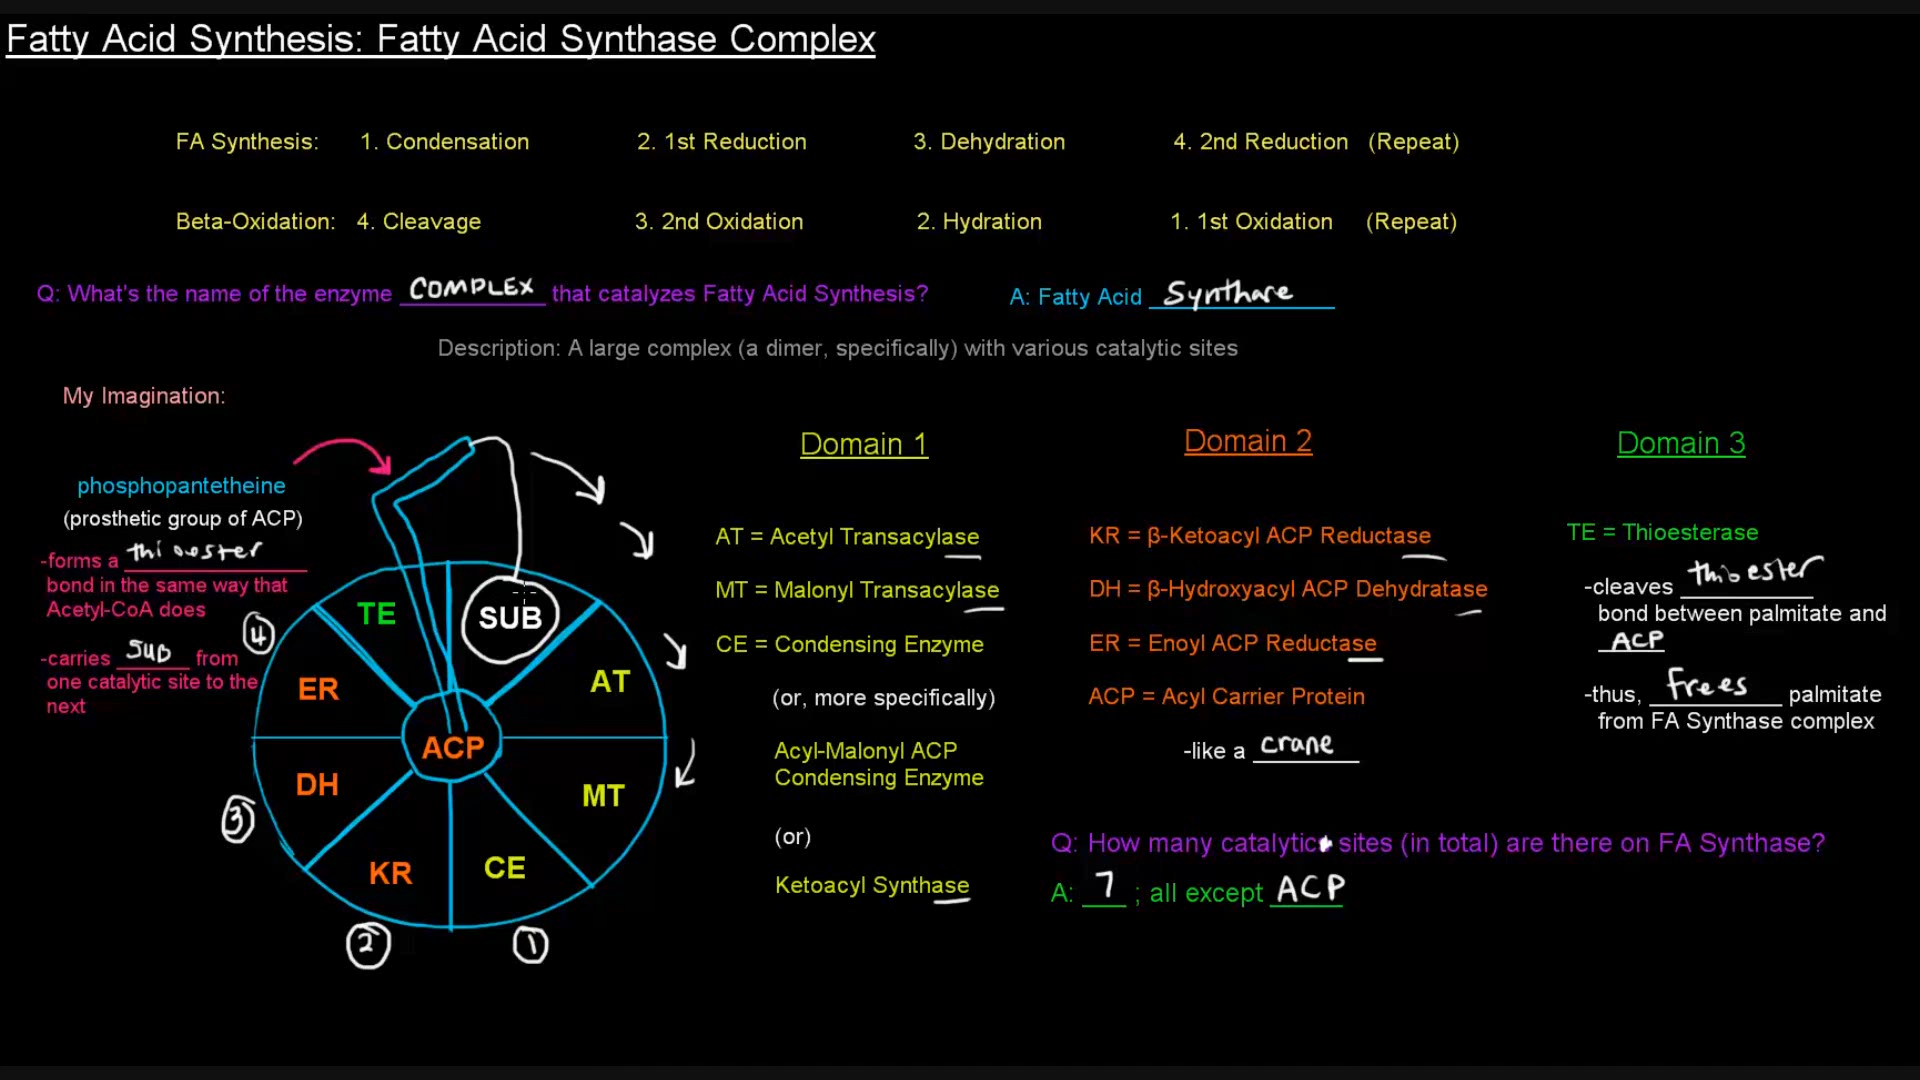 Fatty Acid Synthesis: Fatty Acid Synthase Complex
FA Synthesis: 1. Condensation 2. 1st Reduction 3. Dehydration 4. 2nd Reduction (Repeat)
Beta-Oxidation: 4. Cleavage 3. 2nd Oxidation 2. Hydration 1. 1st Oxidation (Repeat)
Q: What's the name of the enzyme COMPLEX that catalyzes Fatty Acid Synthesis? A: Fatty Acid Synthase
Description: A large complex (a dimer, specifically) with various catalytic sites
My Imagination:
phosphopantetheine
(prosthetic group of ACP)
-forms a thioester
bond in the same way that
Acetyl-CoA does
-carries SUB from
one catalytic site to the
next
TE
SUB
AT
MT
CE
KR
DH
ER
ACP
1
2
3
4
Domain 1
AT = Acetyl Transacylase
MT = Malonyl Transacylase
CE = Condensing Enzyme
(or, more specifically)
Acyl-Malonyl ACP
Condensing Enzyme
(or)
Ketoacyl Synthase
Domain 2
KR = β-Ketoacyl ACP Reductase
DH = β-Hydroxyacyl ACP Dehydratase
ER = Enoyl ACP Reductase
ACP = Acyl Carrier Protein
-like a crane
Domain 3
TE = Thioesterase
-cleaves thioester
bond between palmitate and
ACP
-thus, frees palmitate
from FA Synthase complex
Q: How many catalytic sites (in total) are there on FA Synthase?
A: 7 ; all except ACP